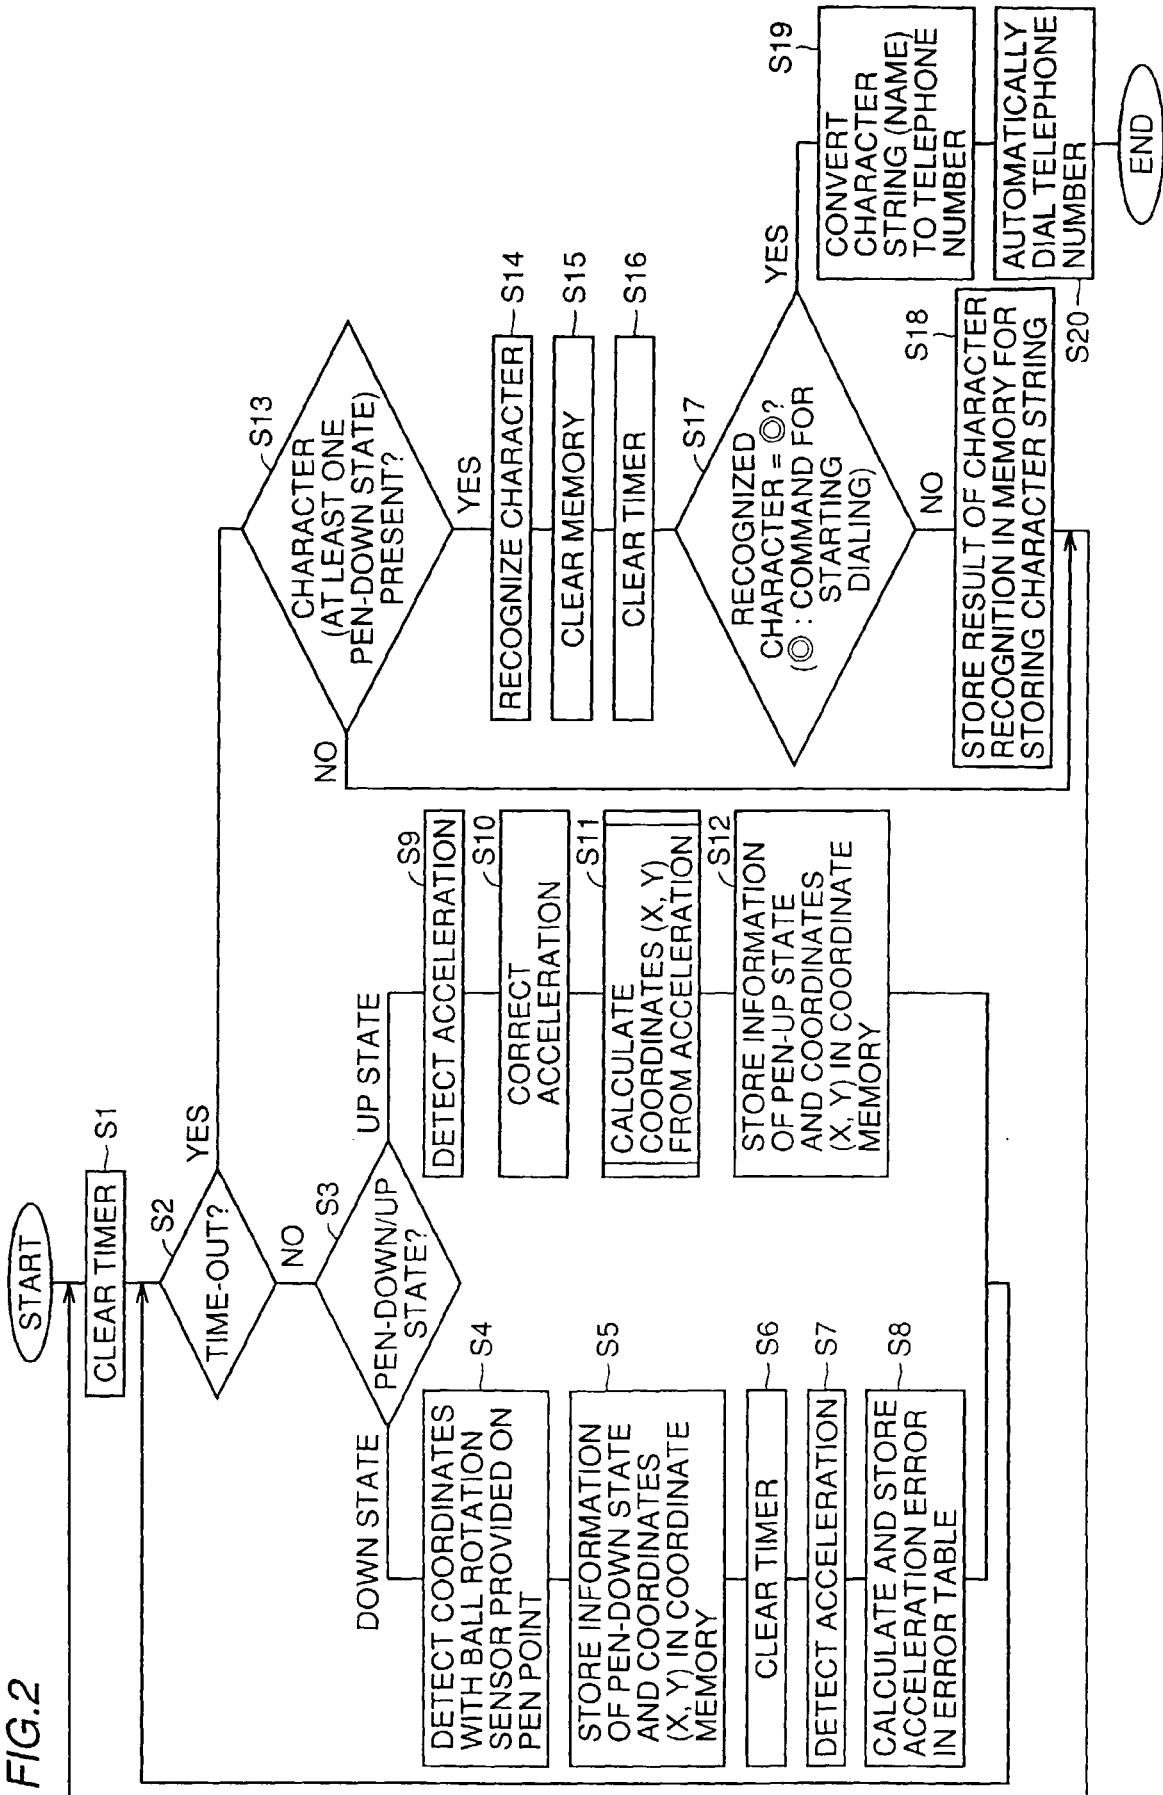 FIG.2
START
CLEAR TIMER
S1
TIME-OUT?
S2
YES
NO
PEN-DOWN/UP
STATE?
S3
DOWN STATE
UP STATE
DETECT COORDINATES
WITH BALL ROTATION
SENSOR PROVIDED ON
PEN POINT
S4
STORE INFORMATION
OF PEN-DOWN STATE
AND COORDINATES
(X, Y) IN COORDINATE
MEMORY
S5
CLEAR TIMER
S6
DETECT ACCELERATION
S7
CALCULATE AND STORE
ACCELERATION ERROR
IN ERROR TABLE
S8
DETECT ACCELERATION
S9
CORRECT
ACCELERATION
S10
CALCULATE
COORDINATES (X, Y)
FROM ACCELERATION
S11
STORE INFORMATION
OF PEN-UP STATE
AND COORDINATES
(X, Y) IN COORDINATE
MEMORY
S12
CHARACTER
(AT LEAST ONE
PEN-DOWN STATE)
PRESENT?
S13
NO
YES
RECOGNIZE CHARACTER
S14
CLEAR MEMORY
S15
CLEAR TIMER
S16
RECOGNIZED
CHARACTER = ◎?
(◎ : COMMAND FOR
STARTING
DIALING)
S17
YES
NO
STORE RESULT OF CHARACTER
RECOGNITION IN MEMORY FOR
STORING CHARACTER STRING
S18
CONVERT
CHARACTER
STRING (NAME)
TO TELEPHONE
NUMBER
S19
AUTOMATICALLY
DIAL TELEPHONE
NUMBER
S20
END